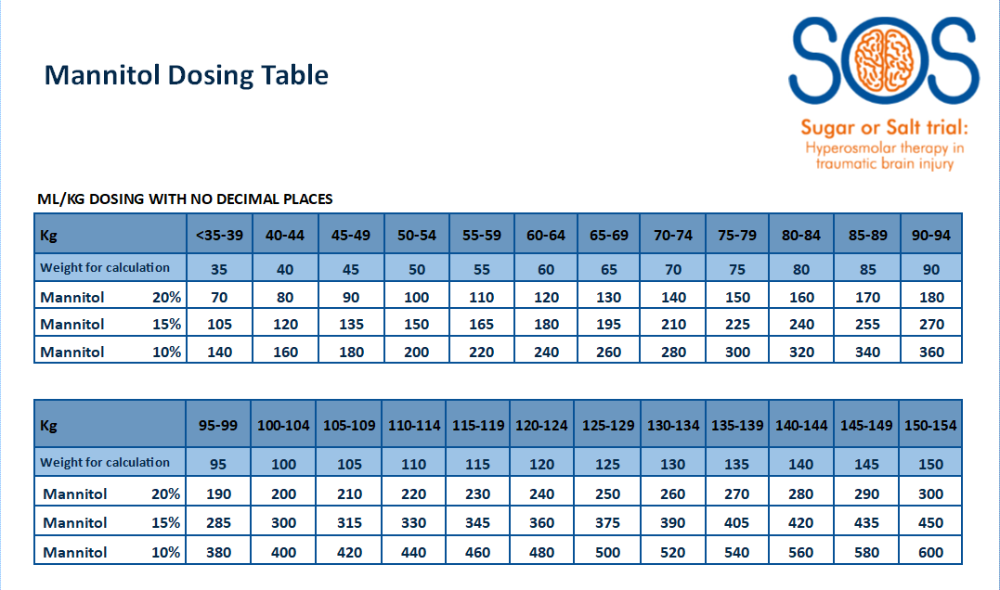 Mannitol Dosing Table
SOS
Sugar or Salt trial:
Hyperosmolar therapy in
traumatic brain injury
ML/KG DOSING WITH NO DECIMAL PLACES
Kg <35-39 40-44 45-49 50-54 55-59 60-64 65-69 70-74 75-79 80-84 85-89 90-94
Weight for calculation 35 40 45 50 55 60 65 70 75 80 85 90
Mannitol 20% 70 80 90 100 110 120 130 140 150 160 170 180
Mannitol 15% 105 120 135 150 165 180 195 210 225 240 255 270
Mannitol 10% 140 160 180 200 220 240 260 280 300 320 340 360
Kg 95-99 100-104 105-109 110-114 115-119 120-124 125-129 130-134 135-139 140-144 145-149 150-154
Weight for calculation 95 100 105 110 115 120 125 130 135 140 145 150
Mannitol 20% 190 200 210 220 230 240 250 260 270 280 290 300
Mannitol 15% 285 300 315 330 345 360 375 390 405 420 435 450
Mannitol 10% 380 400 420 440 460 480 500 520 540 560 580 600